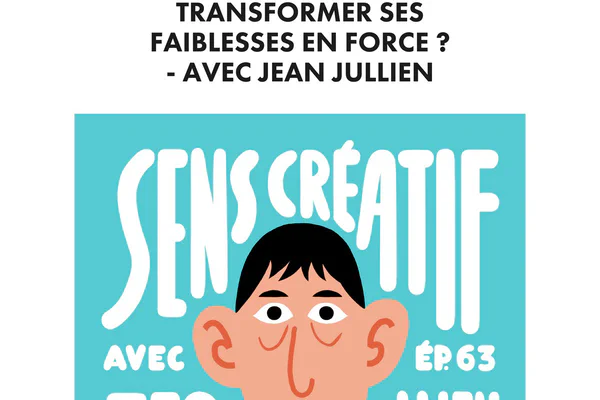 TRANSFORMER SES
FAIBLESSES EN FORCE ?
- AVEC JEAN JULLIEN
SENS CRÉATIF
AVEC
ÉP. 63